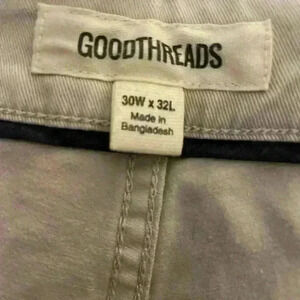 GOODTHREADS
30W x 32L
Made in
Bangladesh